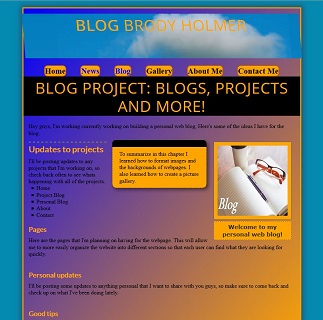 BLOG BRODY HOLMER
Home News Blog Gallery About Me Contact Me
BLOG PROJECT: BLOGS, PROJECTS
AND MORE!
Hey guys, I'm working currently working on building a personal web blog. Here's some of the ideas I have for the
blog.
Updates to projects
I'll be posting updates to any
projects that I'm working on, so
check back often to see when
happening with all of the projects.
Home
Project Blog
Personal Blog
About
Contact
To summarize in this chapter I
learned how to format images and
the backgrounds of webpages. I
also learned how to create a picture
gallery.
Blog
Welcome to my
personal web blog!
Pages
Here are the pages that I'm planning on having for the webpage. This will allow
me to more easily organize the website into different sections so that each user can find what they are looking for
quickly.
Personal updates
I'll be posting some updates to anything personal that I want to share with you guys, so make sure to come back and
check up on what I've been doing lately.
Good tips